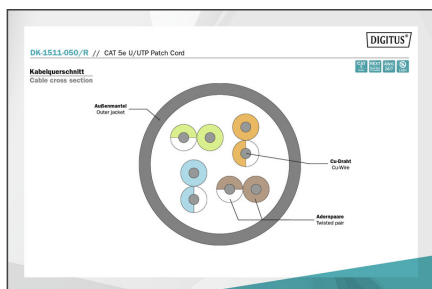 DIGITUS®
DK-1511-050/R // CAT 5e U/UTP Patch Cord
Kabelquerschnitt
Cable cross section
Außenmantel
Outer jacket
Cu-Draht
Cu-Wire
Adernpaare
Twisted pair